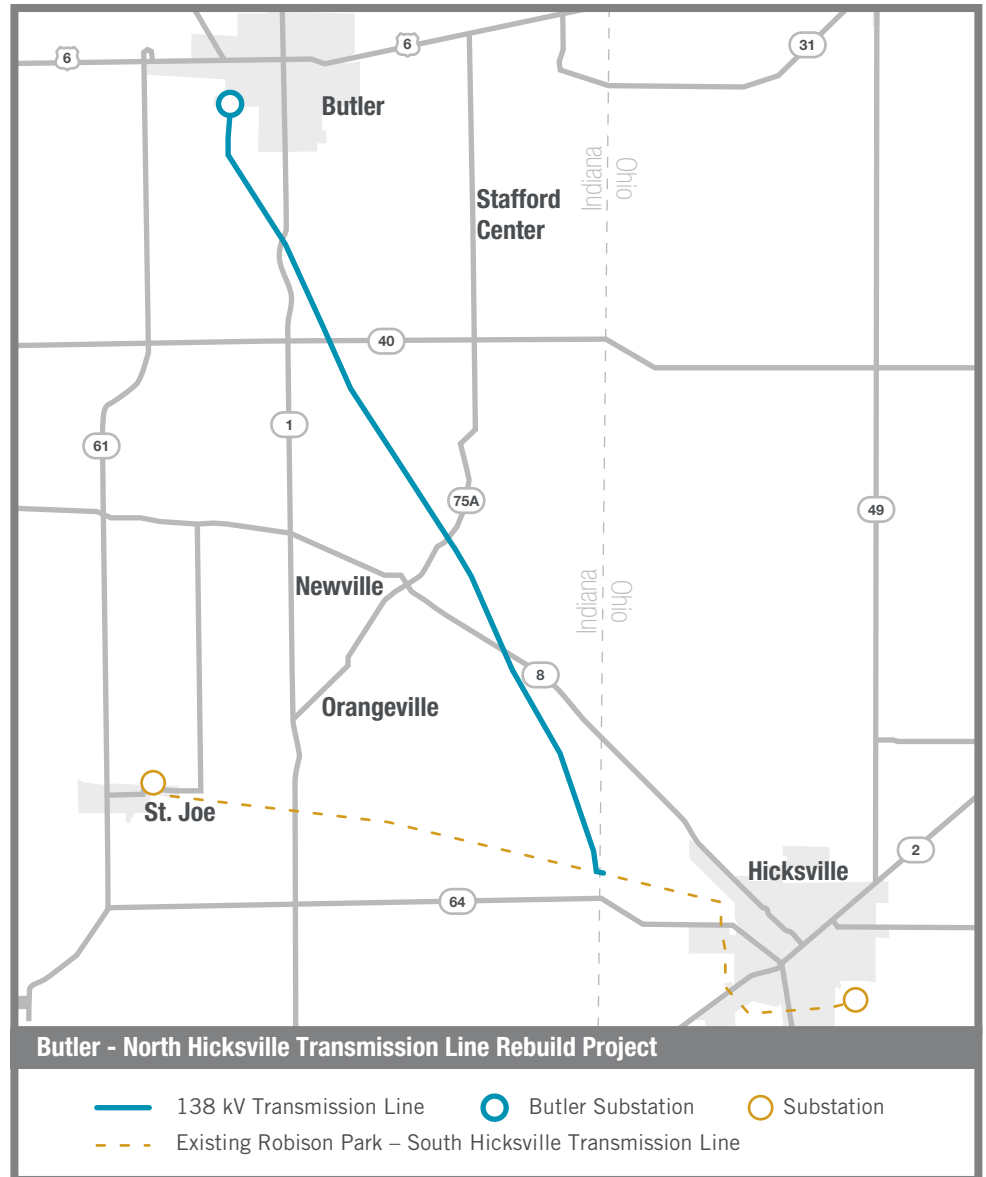 6
6
31
Butler
Indiana
Ohio
Stafford
Center
40
1
61
75A
49
Indiana
Ohio
Newville
8
Orangeville
St. Joe
2
Hicksville
64
Butler - North Hicksville Transmission Line Rebuild Project
138 kV Transmission Line
Butler Substation
Substation
Existing Robison Park – South Hicksville Transmission Line